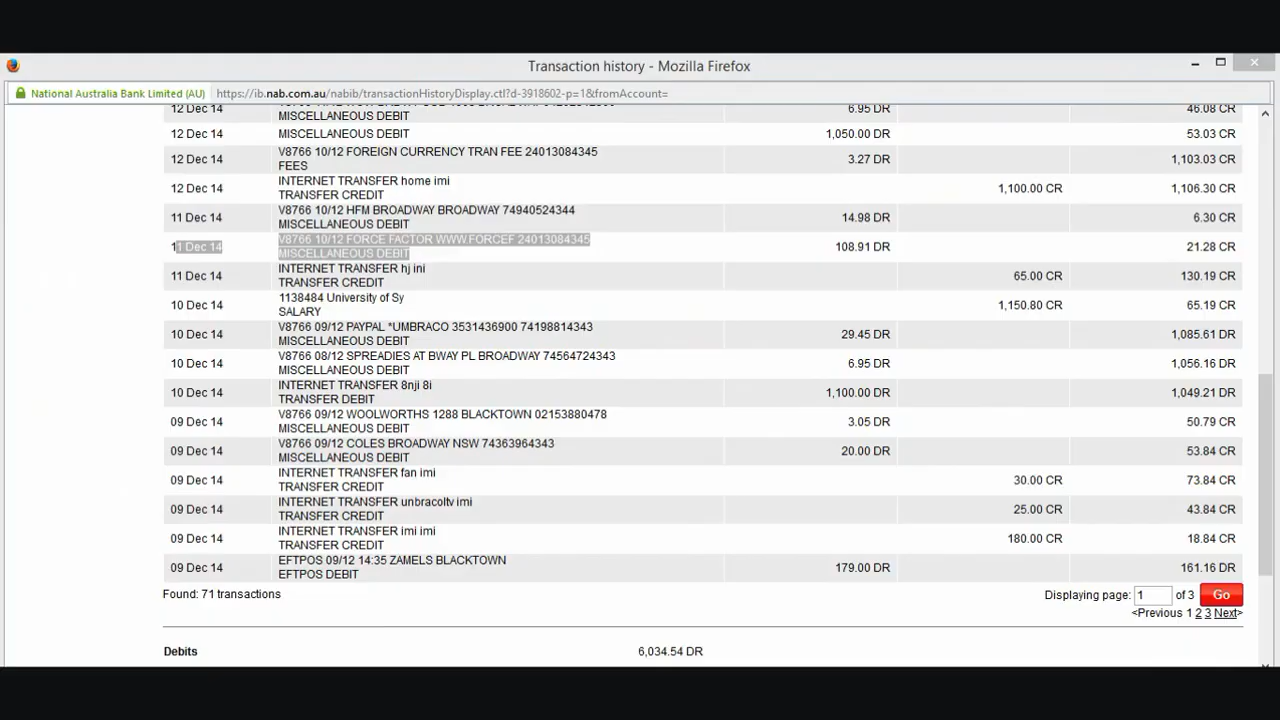 Transaction history - Mozilla Firefox
National Australia Bank Limited (AU) https://ib.nab.com.au/nabib/transactionHistoryDisplay.ctl?d-3918602-p=1&fromAccount=
12 Dec 14 6.95 DR 46.08 CR
MISCELLANEOUS DEBIT
12 Dec 14 MISCELLANEOUS DEBIT 1,050.00 DR 53.03 CR
V8766 10/12 FOREIGN CURRENCY TRAN FEE 24013084345
12 Dec 14 3.27 DR 1,103.03 CR
FEES
INTERNET TRANSFER home imi
12 Dec 14 1,100.00 CR 1,106.30 CR
TRANSFER CREDIT
V8766 10/12 HFM BROADWAY BROADWAY 74940524344
11 Dec 14 14.98 DR 6.30 CR
MISCELLANEOUS DEBIT
V8766 10/12 FORCE FACTOR WWW.FORCEF 24013084345
11 Dec 14 108.91 DR 21.28 CR
MISCELLANEOUS DEBIT
INTERNET TRANSFER hj ini
11 Dec 14 65.00 CR 130.19 CR
TRANSFER CREDIT
1138484 University of Sy
10 Dec 14 1,150.80 CR 65.19 CR
SALARY
V8766 09/12 PAYPAL *UMBRACO 3531436900 74198814343
10 Dec 14 29.45 DR 1,085.61 DR
MISCELLANEOUS DEBIT
V8766 08/12 SPREADIES AT BWAY PL BROADWAY 74564724343
10 Dec 14 6.95 DR 1,056.16 DR
MISCELLANEOUS DEBIT
INTERNET TRANSFER 8nji 8i
10 Dec 14 1,100.00 DR 1,049.21 DR
TRANSFER DEBIT
V8766 09/12 WOOLWORTHS 1288 BLACKTOWN 02153880478
09 Dec 14 3.05 DR 50.79 CR
MISCELLANEOUS DEBIT
V8766 09/12 COLES BROADWAY NSW 74363964343
09 Dec 14 20.00 DR 53.84 CR
MISCELLANEOUS DEBIT
INTERNET TRANSFER fan imi
09 Dec 14 30.00 CR 73.84 CR
TRANSFER CREDIT
INTERNET TRANSFER unbracoltv imi
09 Dec 14 25.00 CR 43.84 CR
TRANSFER CREDIT
INTERNET TRANSFER imi imi
09 Dec 14 180.00 CR 18.84 CR
TRANSFER CREDIT
EFTPOS 09/12 14:35 ZAMELS BLACKTOWN
09 Dec 14 179.00 DR 161.16 DR
EFTPOS DEBIT
Found: 71 transactions Displaying page: 1 of 3 Go
<Previous 1 2 3 Next>
Debits 6,034.54 DR